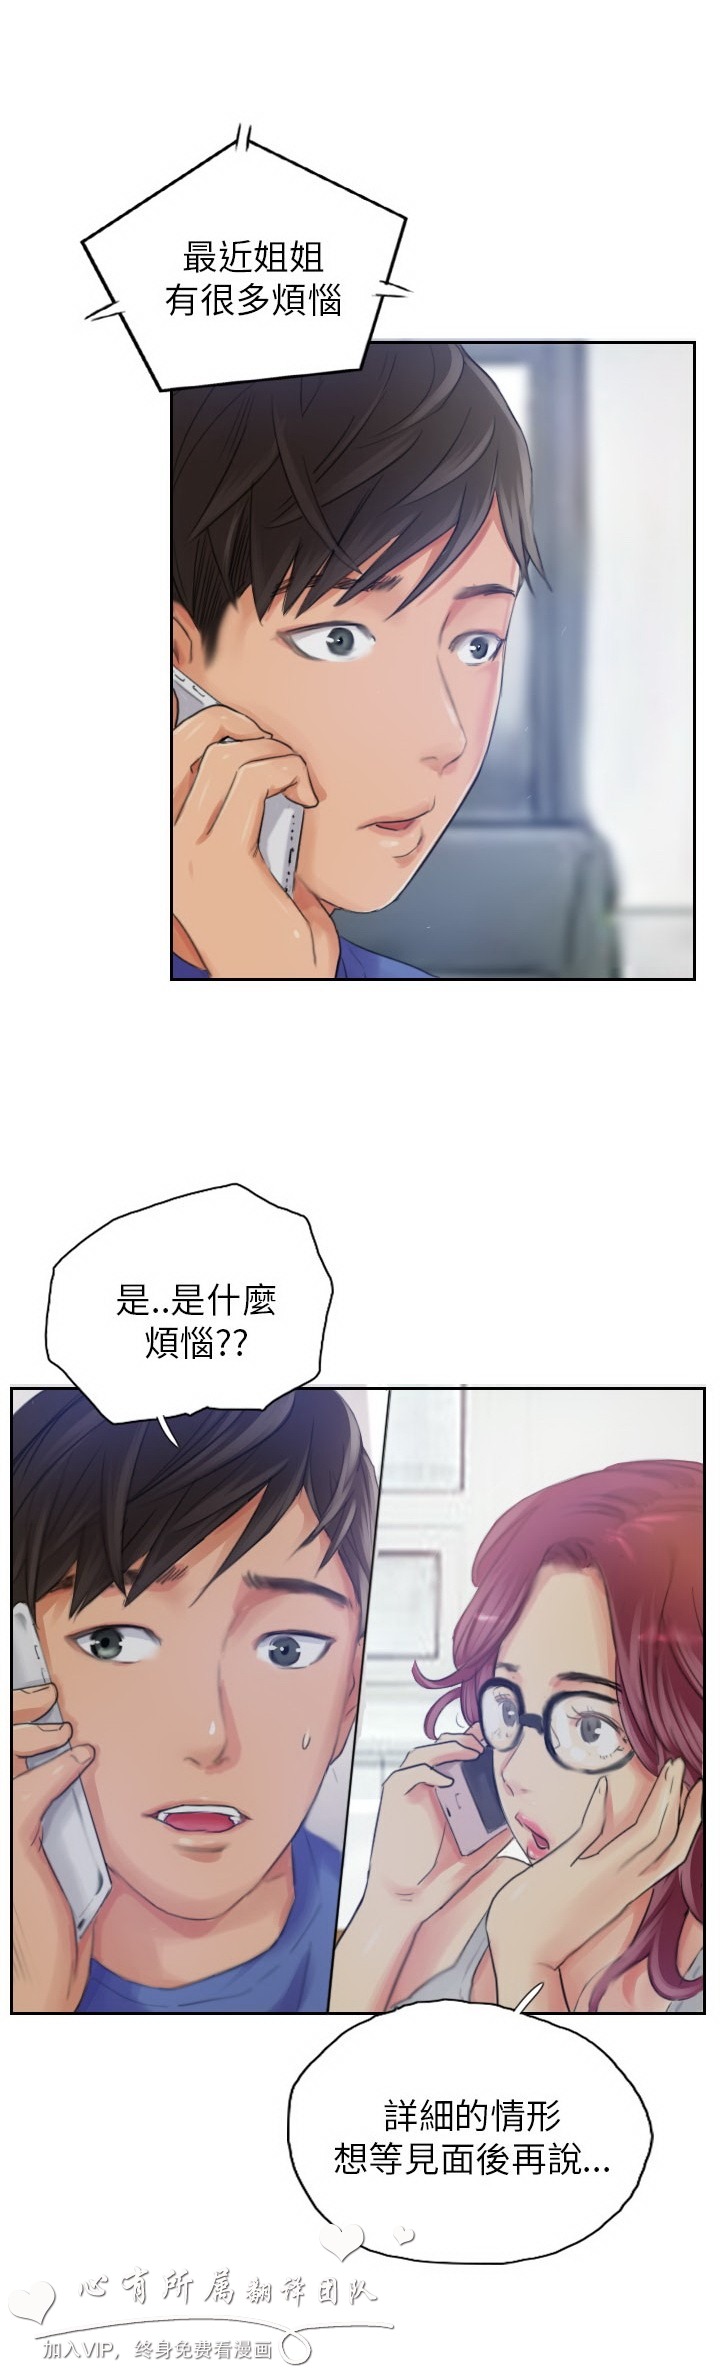 最近姐姐
有很多煩惱
是..是什麼
煩惱??
詳細的情形
想等見面後再說...
心有所属翻译团队
加入VIP，终身免费看漫画